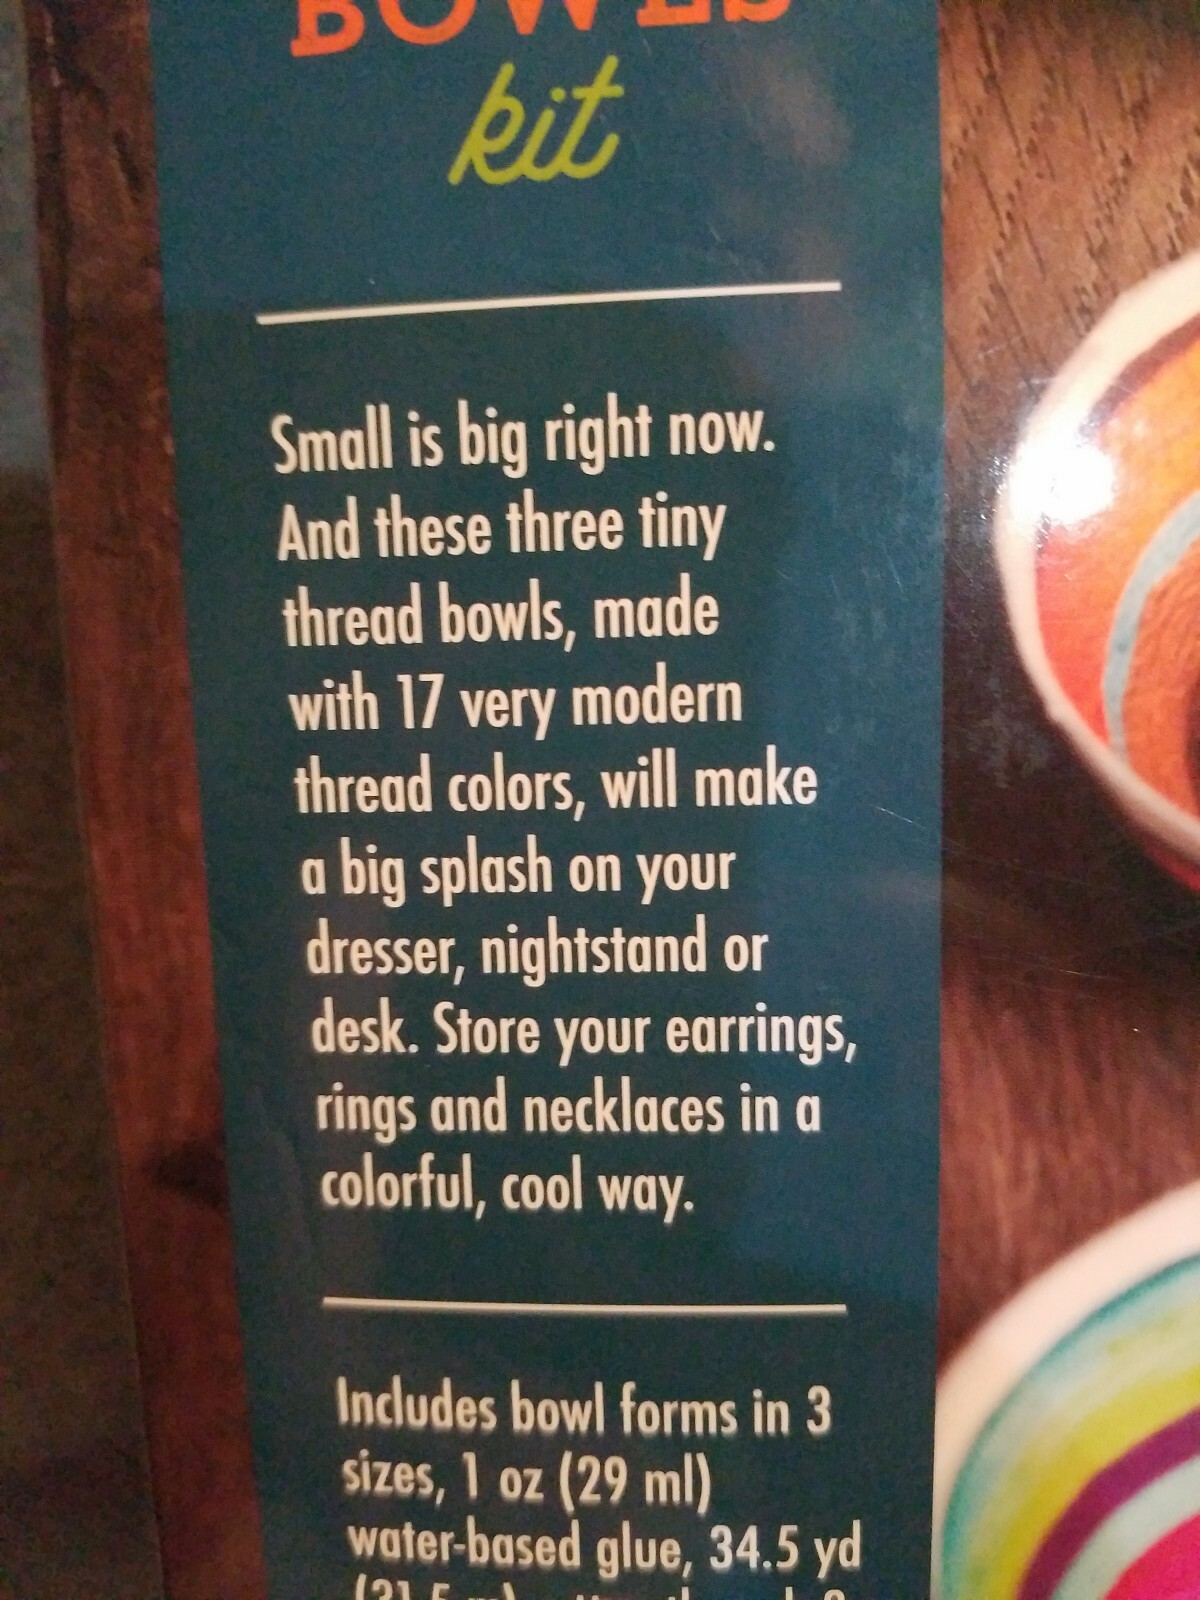 BOWLS
kit
Small is big right now.
And these three tiny
thread bowls, made
with 17 very modern
thread colors, will make
a big splash on your
dresser, nightstand or
desk. Store your earrings,
rings and necklaces in a
colorful, cool way.
Includes bowl forms in 3
sizes, 1 oz (29 ml)
water-based glue, 34.5 yd